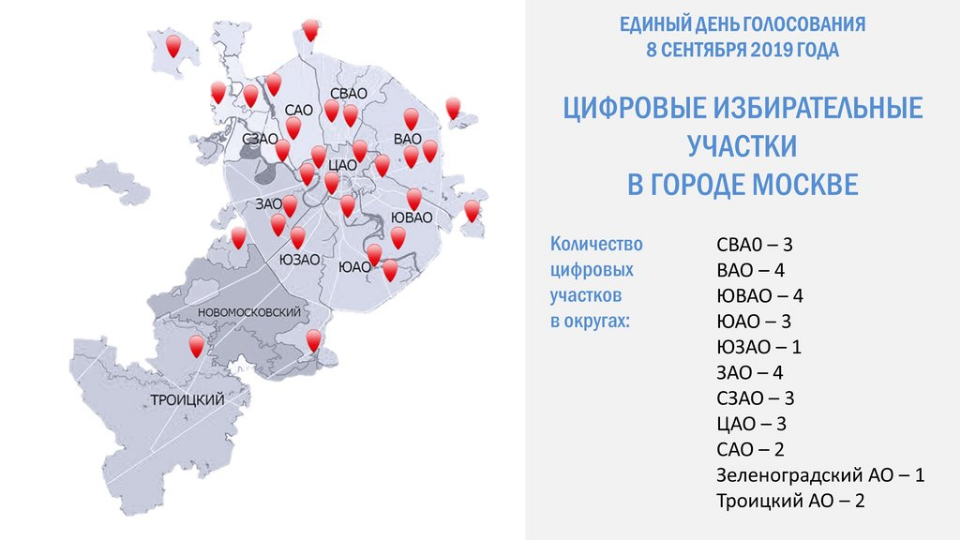 ЕДИНЫЙ ДЕНЬ ГОЛОСОВАНИЯ
8 СЕНТЯБРЯ 2019 ГОДА
ЦИФРОВЫЕ ИЗБИРАТЕЛЬНЫЕ
УЧАСТКИ
В ГОРОДЕ МОСКВЕ
Количество
цифровых
участков
в округах:
СВА0 – 3
ВАО – 4
ЮВАО – 4
ЮАО – 3
ЮЗАО – 1
ЗАО – 4
СЗАО – 3
ЦАО – 3
САО – 2
Зеленоградский АО – 1
Троицкий АО – 2
СВАО
САО
СЗАО
ВАО
ЦАО
ЗАО
ЮВАО
ЮЗАО
ЮАО
НОВОМОСКОВСКИЙ
ТРОИЦКИЙ